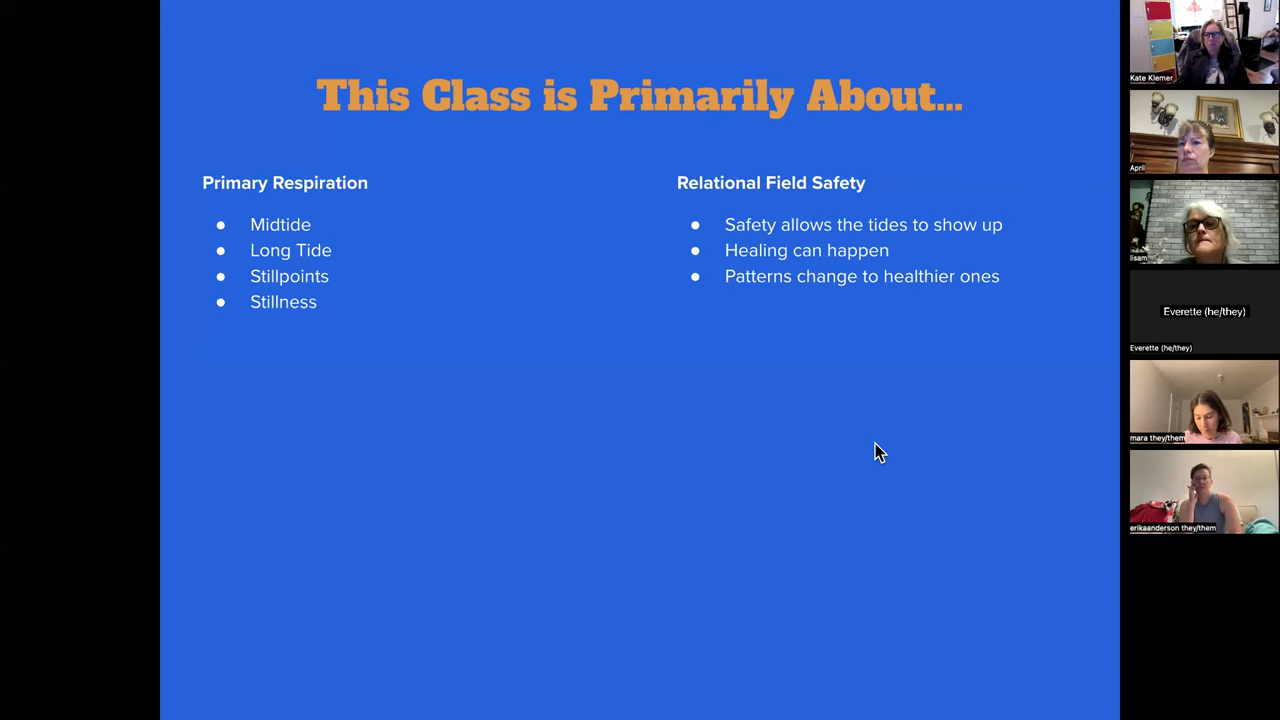 This Class is Primarily About...
Primary Respiration
● Midtide
● Long Tide
● Stillpoints
● Stillness
Relational Field Safety
● Safety allows the tides to show up
● Healing can happen
● Patterns change to healthier ones
Kate Klemer
April
lisam
Everette (he/they)
Everette (he/they)
mara they/them
erikaanderson they/them